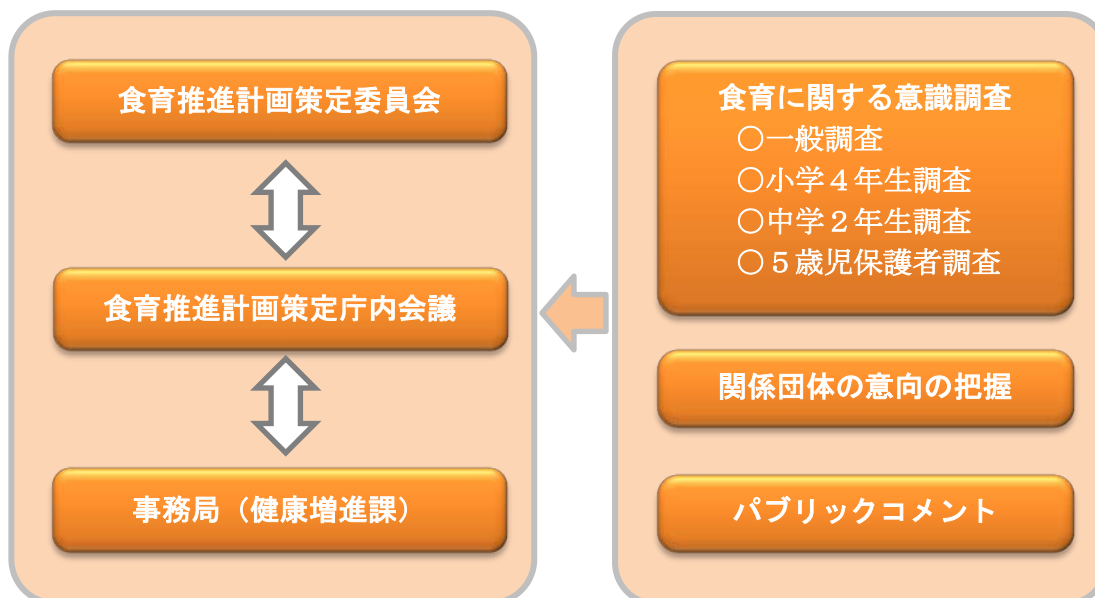 食育推進計画策定委員会
食育推進計画策定庁内会議
事務局（健康増進課）
食育に関する意識調査
○一般調査
○小学４年生調査
○中学２年生調査
○５歳児保護者調査
関係団体の意向の把握
パブリックコメント